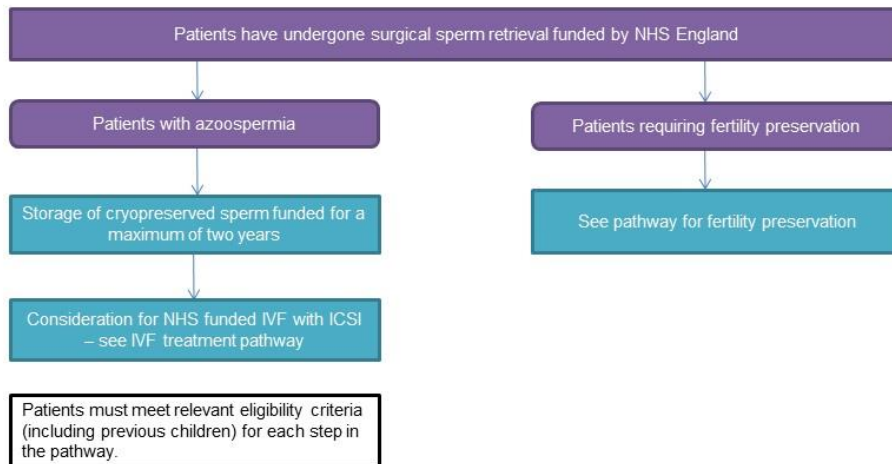 Patients have undergone surgical sperm retrieval funded by NHS England
Patients with azoospermia
Patients requiring fertility preservation
Storage of cryopreserved sperm funded for a
maximum of two years
See pathway for fertility preservation
Consideration for NHS funded IVF with ICSI
– see IVF treatment pathway
Patients must meet relevant eligibility criteria
(including previous children) for each step in
the pathway.